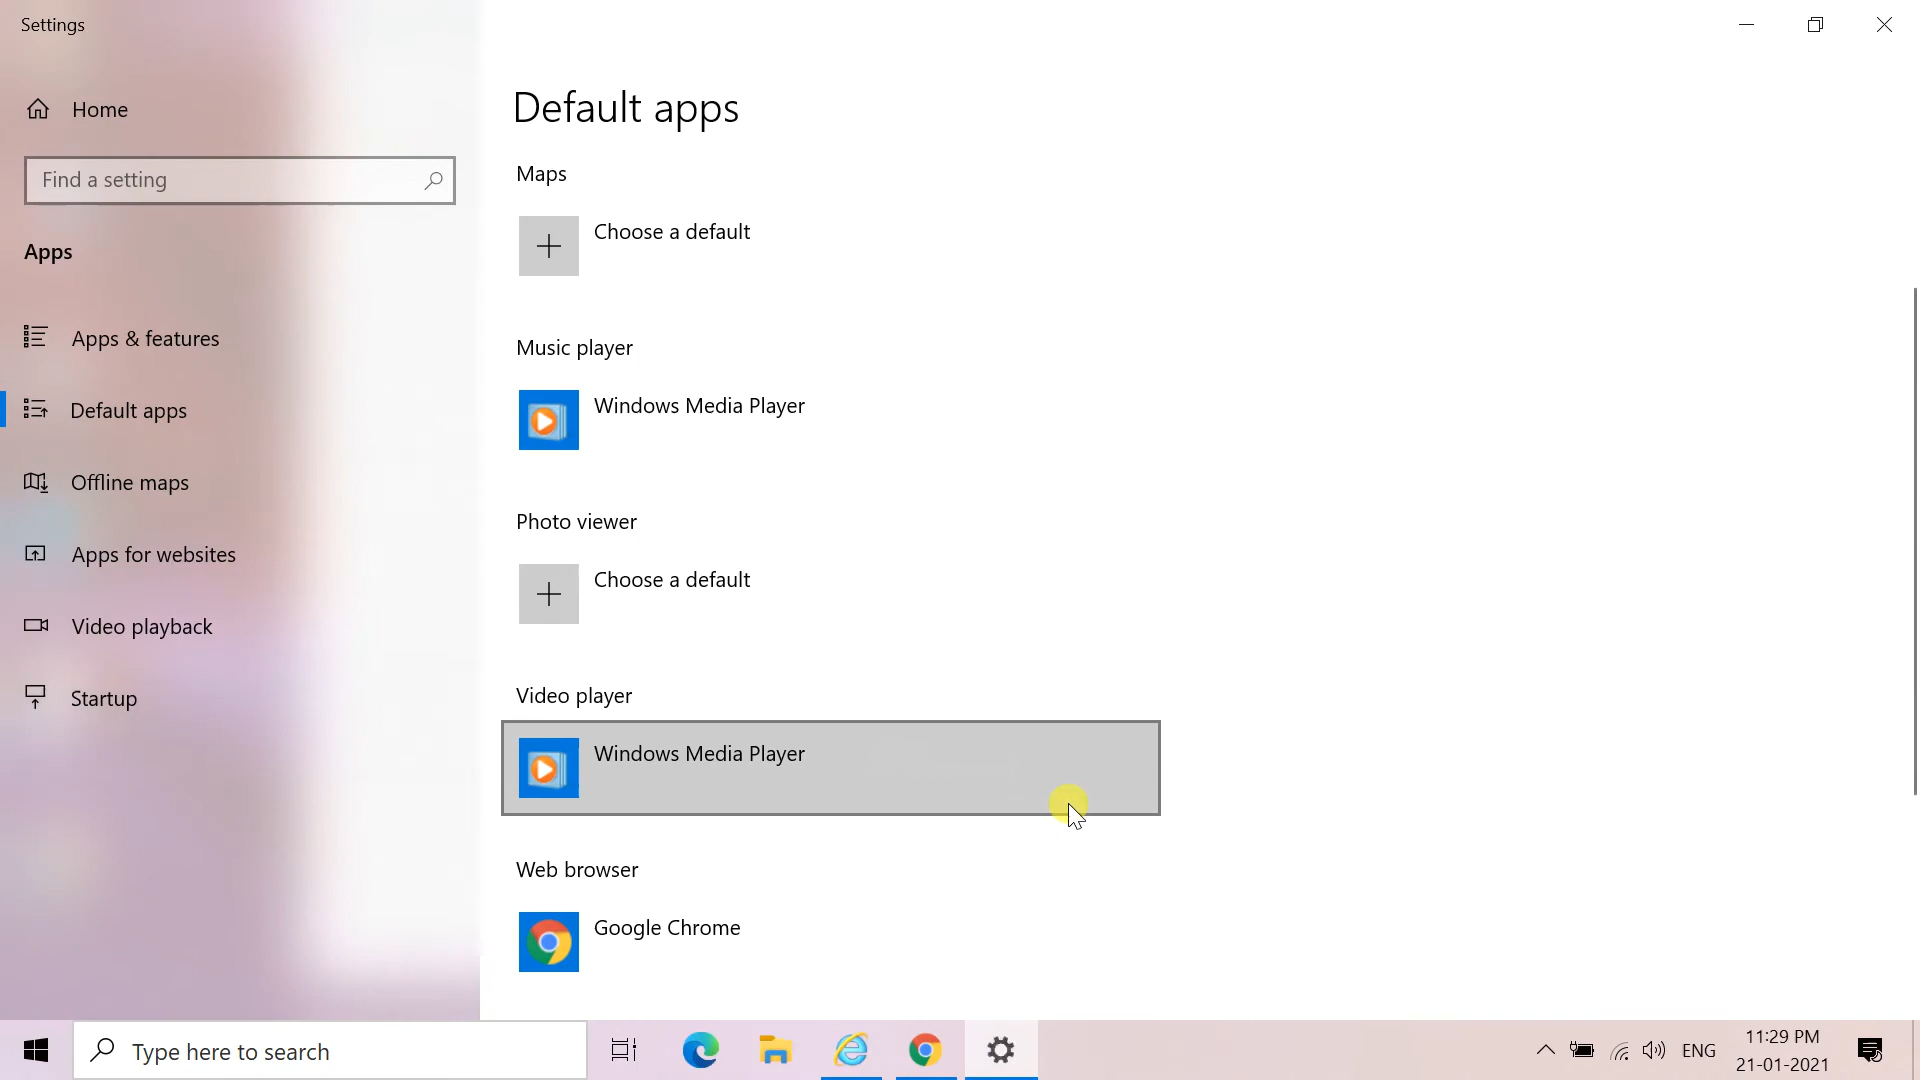 Settings
Home
Find a setting
Apps
Apps & features
Default apps
Offline maps
Apps for websites
Video playback
Startup
Default apps
Maps
Choose a default
Music player
Windows Media Player
Photo viewer
Choose a default
Video player
Windows Media Player
Web browser
Google Chrome
Type here to search
ENG
11:29 PM
21-01-2021